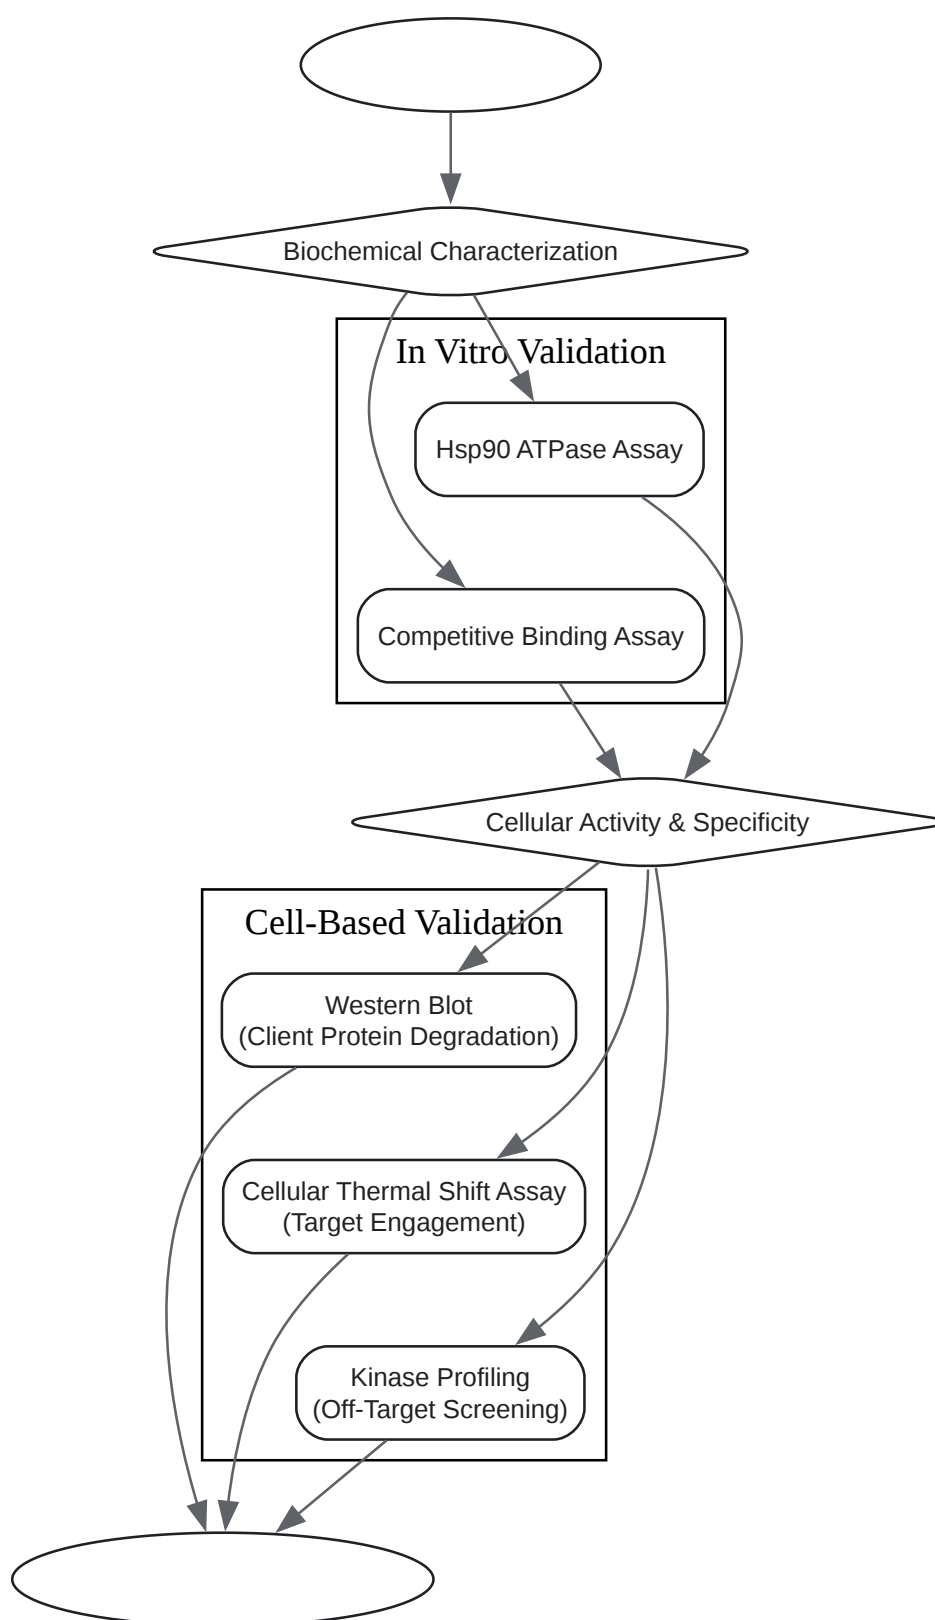 Biochemical Characterization
In Vitro Validation
Hsp90 ATPase Assay
Competitive Binding Assay
Cellular Activity & Specificity
Cell-Based Validation
Western Blot
(Client Protein Degradation)
Cellular Thermal Shift Assay
(Target Engagement)
Kinase Profiling
(Off-Target Screening)